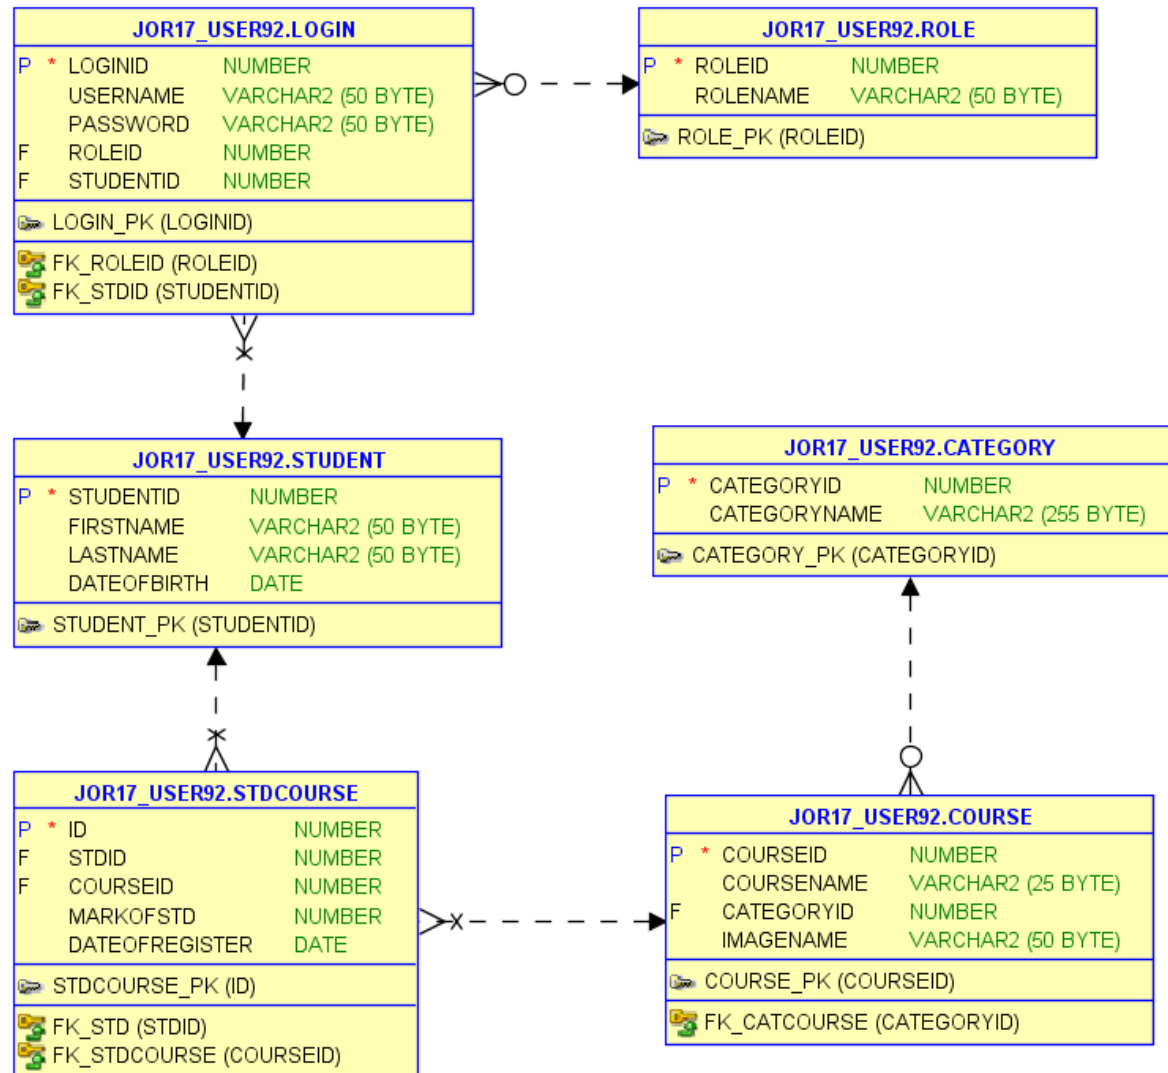 JOR17_USER92.LOGIN
P * LOGINID NUMBER
USERNAME VARCHAR2 (50 BYTE)
PASSWORD VARCHAR2 (50 BYTE)
F ROLEID NUMBER
F STUDENTID NUMBER
LOGIN_PK (LOGINID)
FK_ROLEID (ROLEID)
FK_STDID (STUDENTID)
JOR17_USER92.ROLE
P * ROLEID NUMBER
ROLENAME VARCHAR2 (50 BYTE)
ROLE_PK (ROLEID)
JOR17_USER92.STUDENT
P * STUDENTID NUMBER
FIRSTNAME VARCHAR2 (50 BYTE)
LASTNAME VARCHAR2 (50 BYTE)
DATEOFBIRTH DATE
STUDENT_PK (STUDENTID)
JOR17_USER92.CATEGORY
P * CATEGORYID NUMBER
CATEGORYNAME VARCHAR2 (255 BYTE)
CATEGORY_PK (CATEGORYID)
JOR17_USER92.STDCOURSE
P * ID NUMBER
F STDID NUMBER
F COURSEID NUMBER
MARKOFSTD NUMBER
DATEOFREGISTER DATE
STDCOURSE_PK (ID)
FK_STD (STDID)
FK_STDCOURSE (COURSEID)
JOR17_USER92.COURSE
P * COURSEID NUMBER
COURSENAME VARCHAR2 (25 BYTE)
F CATEGORYID NUMBER
IMAGENAME VARCHAR2 (50 BYTE)
COURSE_PK (COURSEID)
FK_CATCOURSE (CATEGORYID)